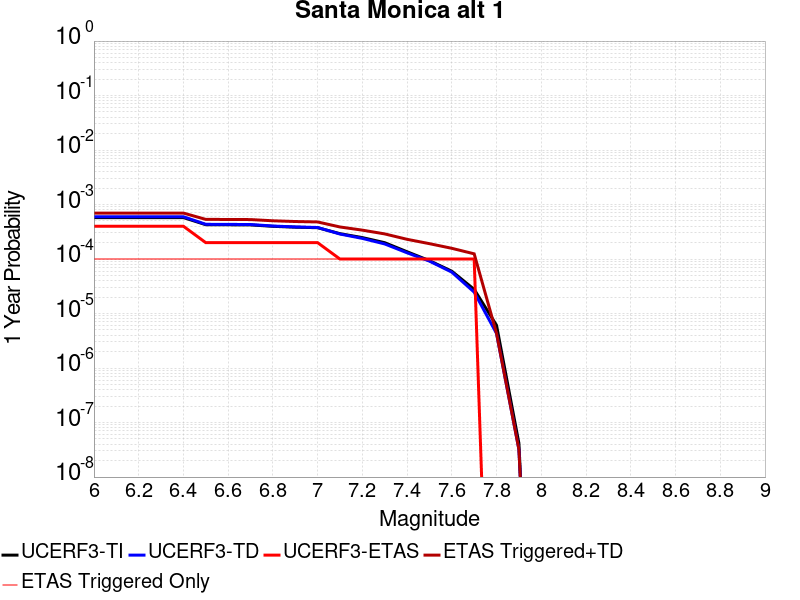 Santa Monica alt 1
10^0
10^-1
10^-2
10^-3
10^-4
10^-5
10^-6
10^-7
10^-8
1 Year Probability
6 6.2 6.4 6.6 6.8 7 7.2 7.4 7.6 7.8 8 8.2 8.4 8.6 8.8 9
Magnitude
UCERF3-TI UCERF3-TD UCERF3-ETAS ETAS Triggered+TD
ETAS Triggered Only